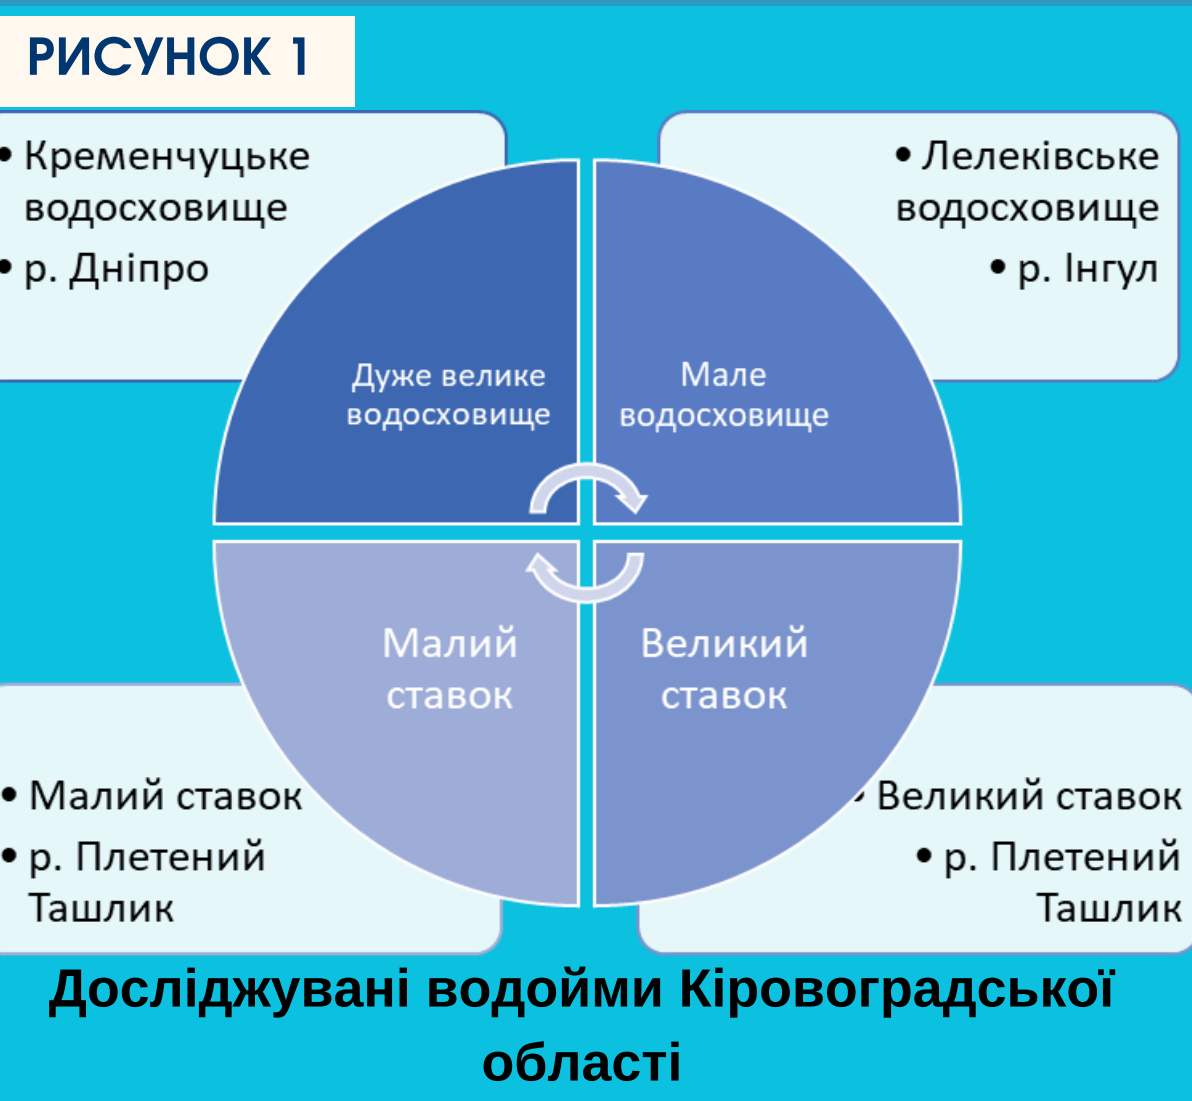 РИСУНОК 1
• Кременчуцьке
водосховище
• р. Дніпро
• Лелеківське
водосховище
• р. Інгул
Дуже велике
водосховище
Мале
водосховище
Малий
ставок
Великий
ставок
• Малий ставок
• р. Плетений
Ташлик
• Великий ставок
• р. Плетений
Ташлик
Досліджувані водойми Кіровоградської
області